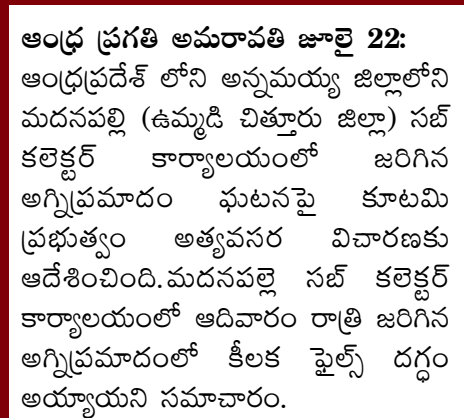 ఆంధ్ర ప్రగతి అమరావతి జూలై 22:
ఆంధ్రప్రదేశ్ లోని అన్నమయ్య జిల్లాలోని
మదనపల్లి (ఉమ్మడి చిత్తూరు జిల్లా) సబ్
కలెక్టర్ కార్యాలయంలో జరిగిన
అగ్నిప్రమాదం ఘటనపై కూటమి
ప్రభుత్వం అత్యవసర విచారణకు
ఆదేశించింది.మదనపల్లె సబ్ కలెక్టర్
కార్యాలయంలో ఆదివారం రాత్రి జరిగిన
అగ్నిప్రమాదంలో కీలక ఫైల్స్ దగ్ధం
అయ్యాయని సమాచారం.